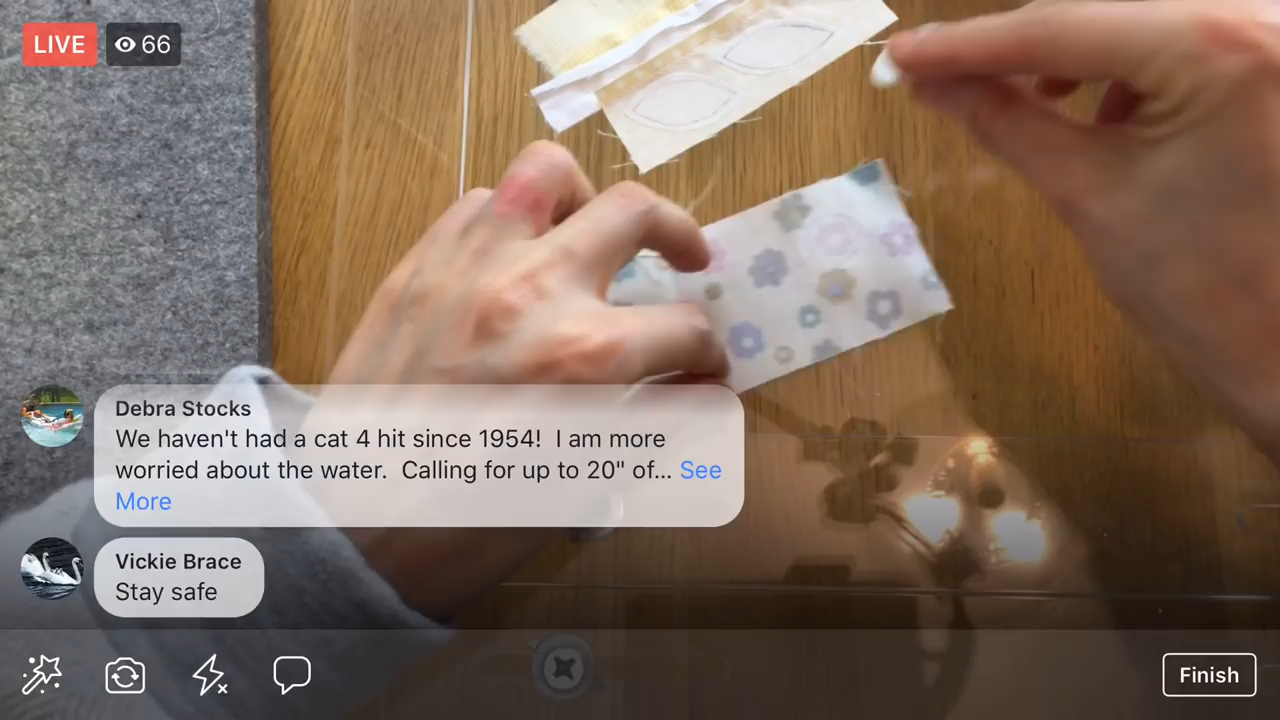 LIVE
66
Debra Stocks
We haven't had a cat 4 hit since 1954!  I am more
worried about the water.  Calling for up to 20" of... See
More
Vickie Brace
Stay safe
Finish